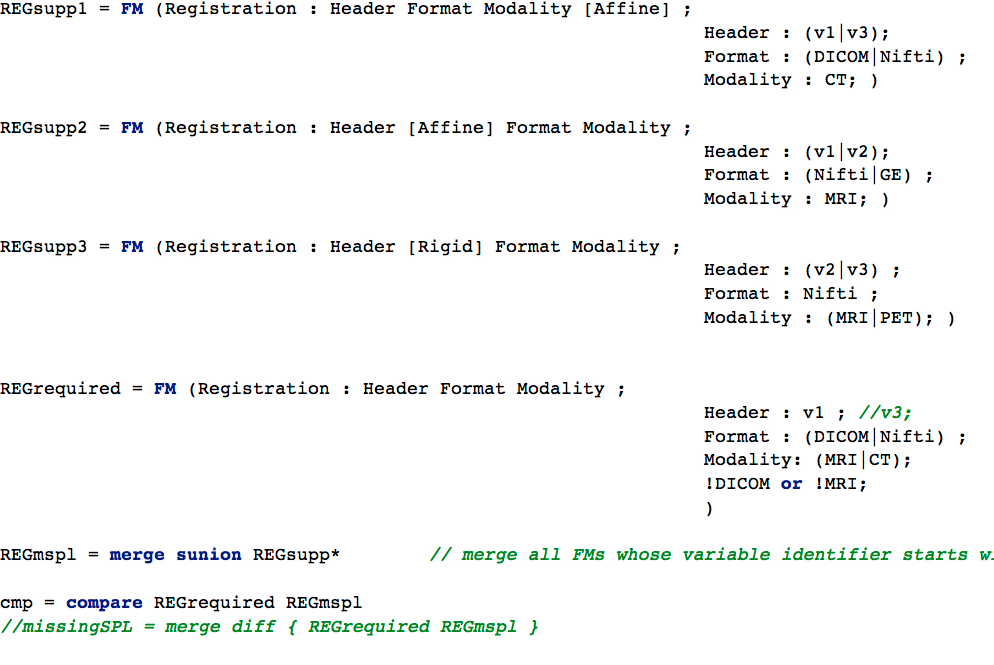 REGsupp1 = FM (Registration : Header Format Modality [Affine] ;
Header : (v1|v3);
Format : (DICOM|Nifti) ;
Modality : CT; )
REGsupp2 = FM (Registration : Header [Affine] Format Modality ;
Header : (v1|v2);
Format : (Nifti|GE) ;
Modality : MRI; )
REGsupp3 = FM (Registration : Header [Rigid] Format Modality ;
Header : (v2|v3) ;
Format : Nifti ;
Modality : (MRI|PET); )
REGrequired = FM (Registration : Header Format Modality ;
Header : v1 ; //v3;
Format : (DICOM|Nifti) ;
Modality: (MRI|CT);
!DICOM or !MRI;
)
REGmspl = merge sunion REGsupp* // merge all FMs whose variable identifier starts
cmp = compare REGrequired REGmspl
//missingSPL = merge diff { REGrequired REGmspl }